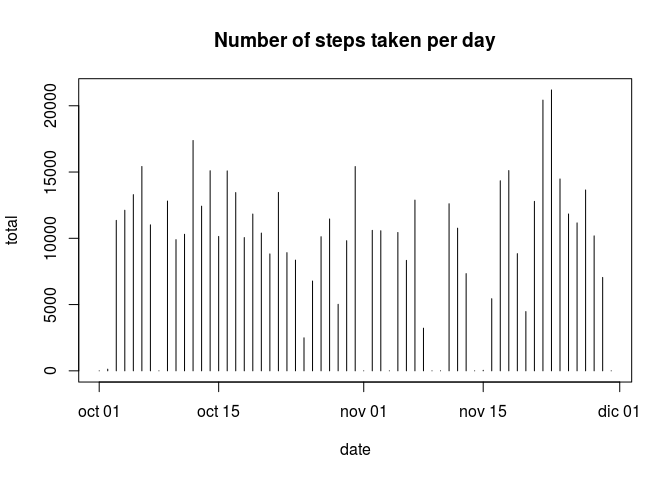 Number of steps taken per day
20000
15000
10000
5000
0
total
oct 01
oct 15
nov 01
nov 15
dic 01
date